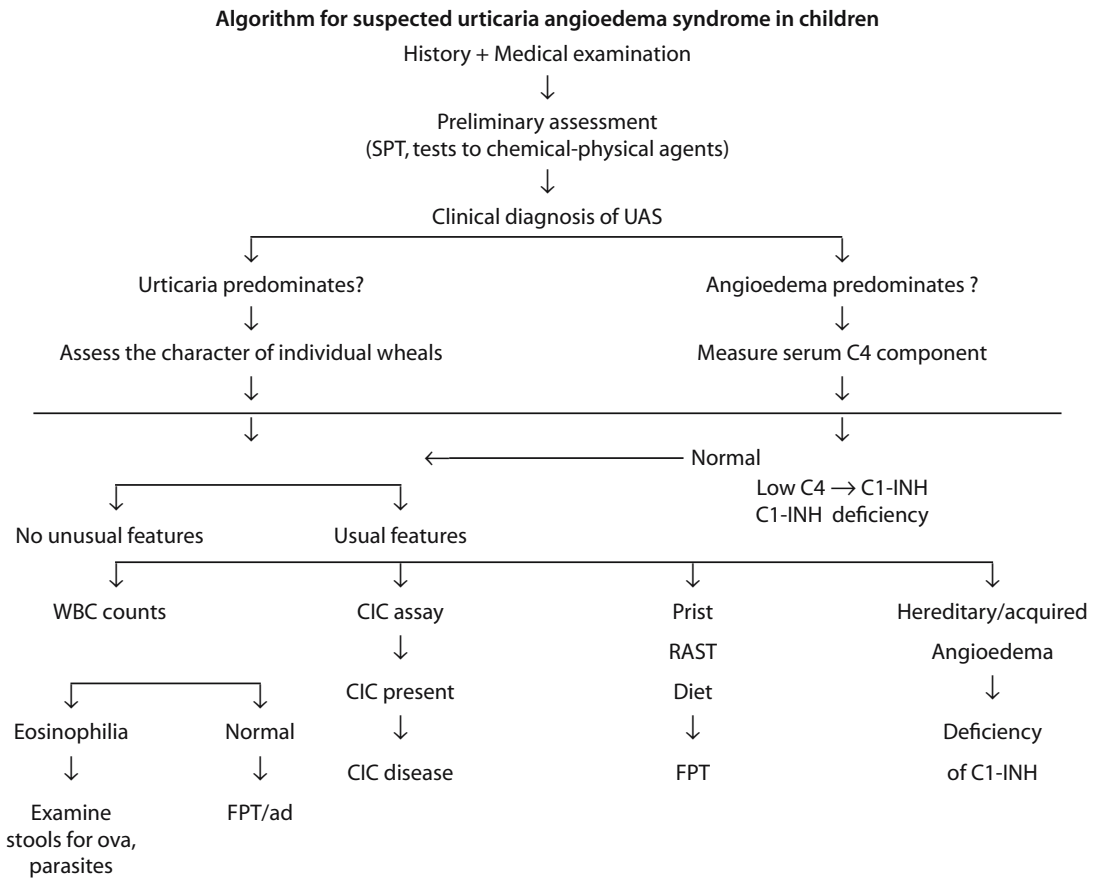 Algorithm for suspected urticaria angioedema syndrome in children
History + Medical examination
Preliminary assessment
(SPT, tests to chemical-physical agents)
Clinical diagnosis of UAS
Urticaria predominates?
Angioedema predominates ?
Assess the character of individual wheals
Measure serum C4 component
Normal
Low C4 → C1-INH
C1-INH deficiency
No unusual features
Usual features
WBC counts
CIC assay
Prist
Hereditary/acquired
RAST
Angioedema
CIC present
Diet
Eosinophilia
Normal
Deficiency
CIC disease
FPT
of C1-INH
Examine
stools for ova,
parasites
FPT/ad